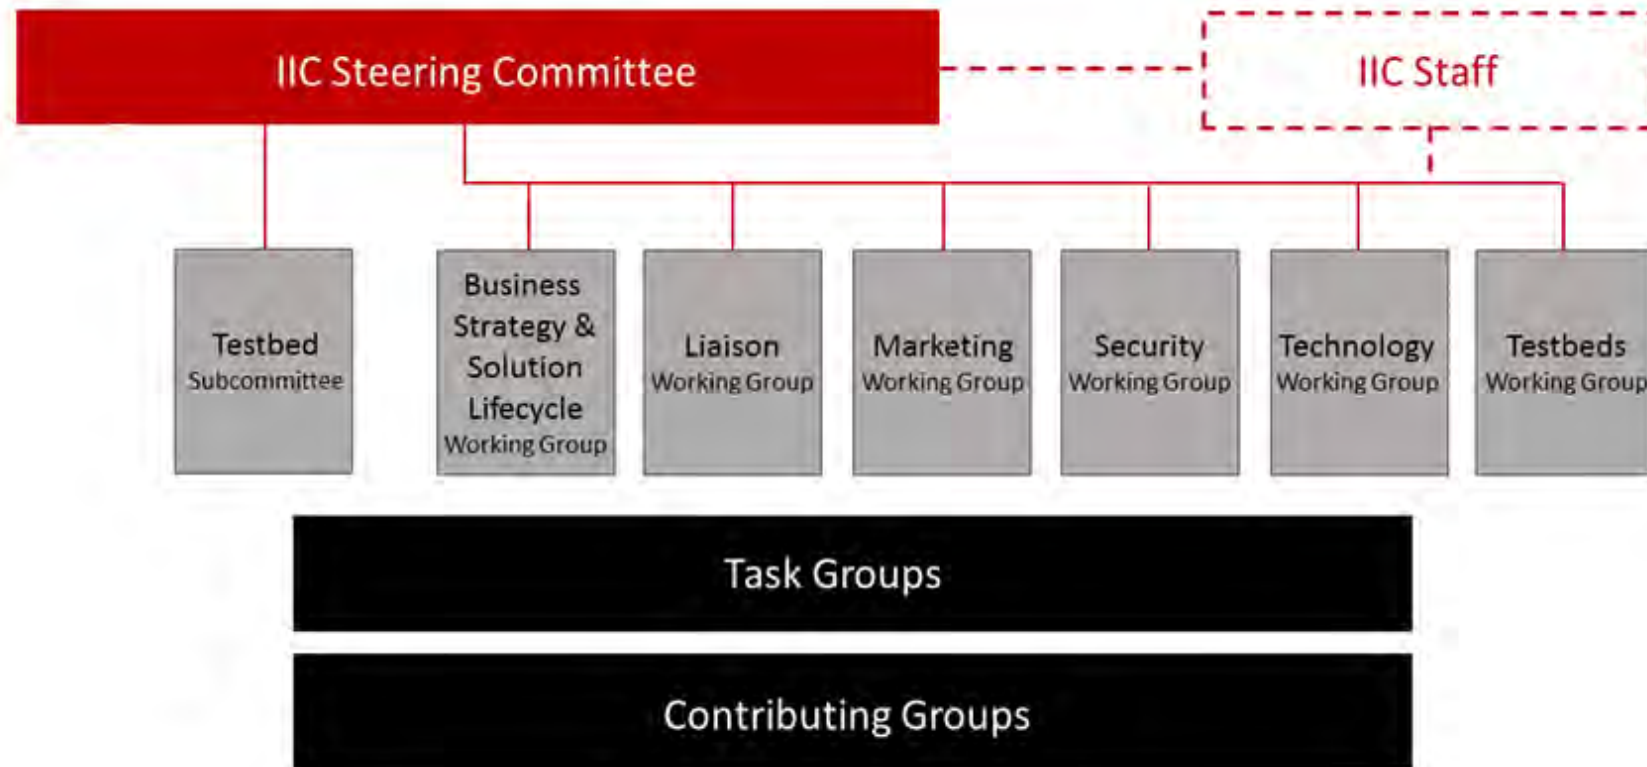 IIC Steering Committee
IIC Staff
Testbed
Subcommittee
Business
Strategy &
Solution
Lifecycle
Working Group
Liaison
Working Group
Marketing
Working Group
Security
Working Group
Technology
Working Group
Testbeds
Working Group
Task Groups
Contributing Groups